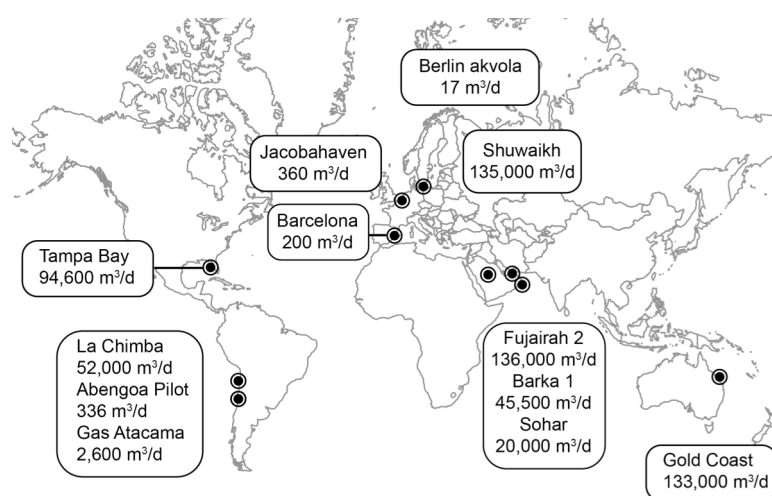 Berlin akvola
17 m³/d
Jacobahaven
360 m³/d
Shuwaikh
135,000 m³/d
Barcelona
200 m³/d
Tampa Bay
94,600 m³/d
La Chimba
52,000 m³/d
Abengoa Pilot
336 m³/d
Gas Atacama
2,600 m³/d
Fujairah 2
136,000 m³/d
Barka 1
45,500 m³/d
Sohar
20,000 m³/d
Gold Coast
133,000 m³/d